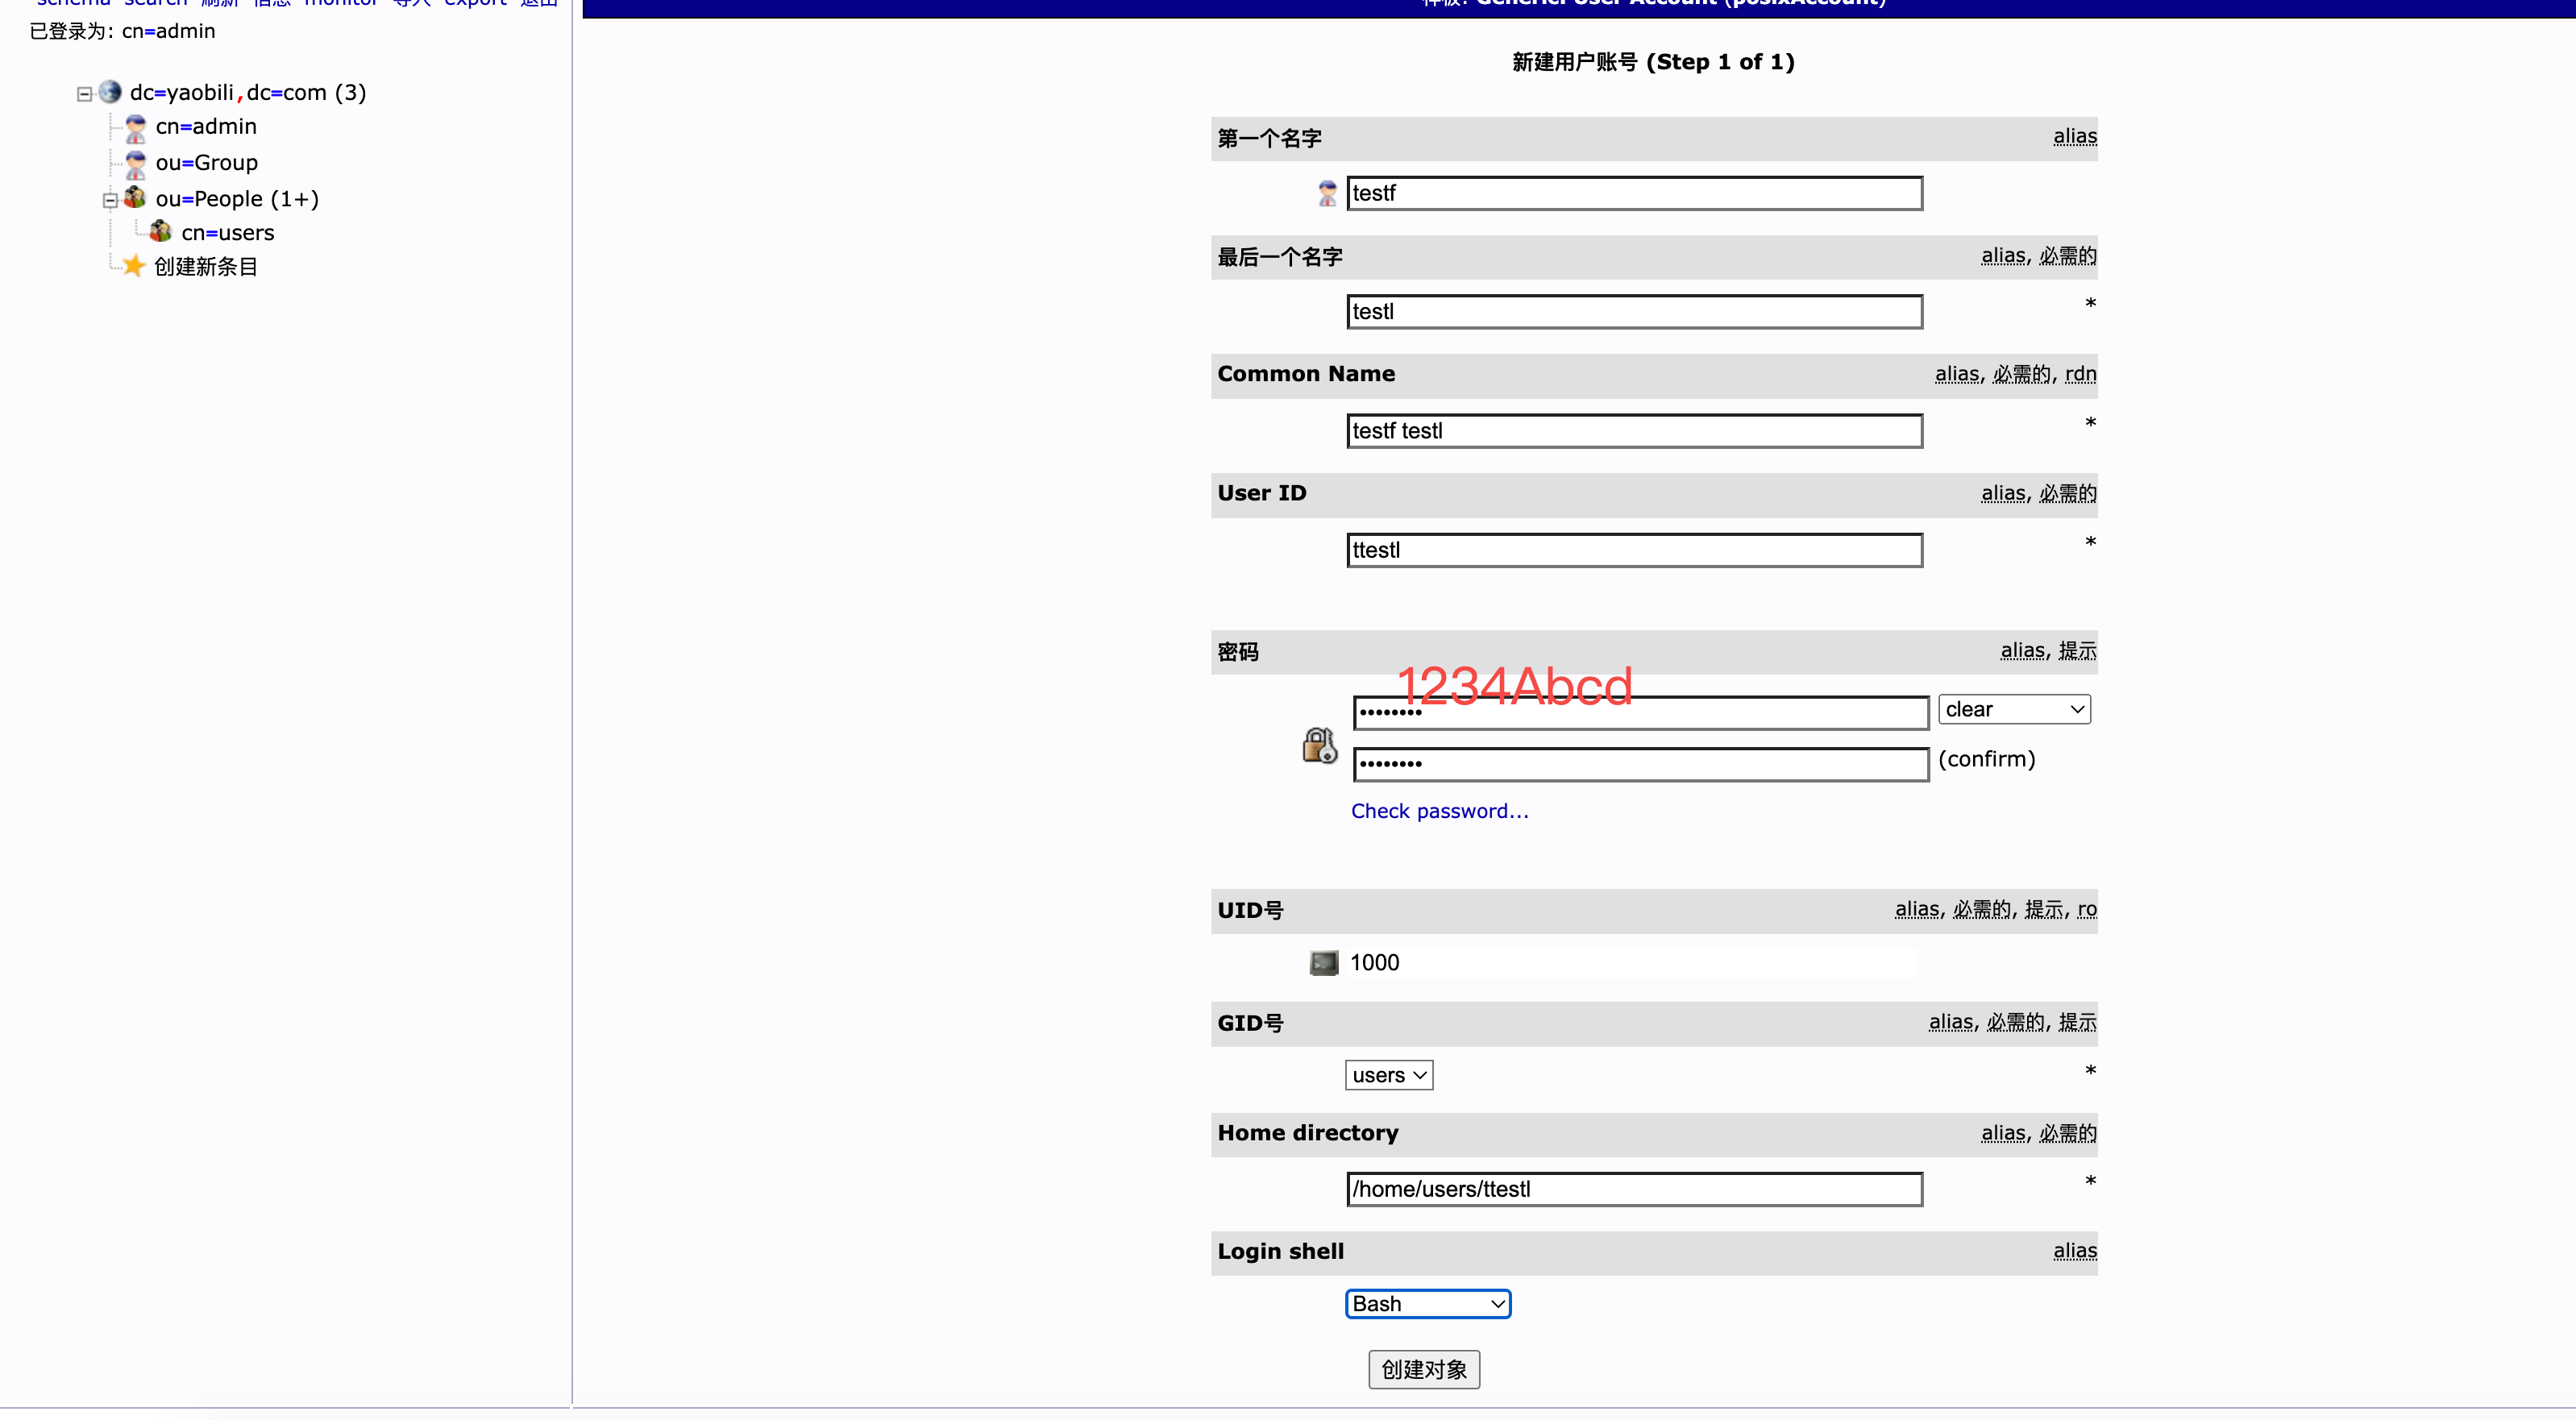 schema search 刷新 信息 monitor 导入 export 退出
已登录为: cn=admin
dc=yaobili,dc=com (3)
cn=admin
ou=Group
ou=People (1+)
cn=users
创建新条目
样板: Generic: User Account (posixAccount)
新建用户账号 (Step 1 of 1)
第一个名字 alias
testf
最后一个名字 alias, 必需的
testl *
Common Name alias, 必需的, rdn
testf testl *
User ID alias, 必需的
ttestl *
密码 alias, 提示
1234Abcd
•••••••• clear
•••••••• (confirm)
Check password...
UID号 alias, 必需的, 提示, ro
1000
GID号 alias, 必需的, 提示
users *
Home directory alias, 必需的
/home/users/ttestl *
Login shell alias
Bash
创建对象